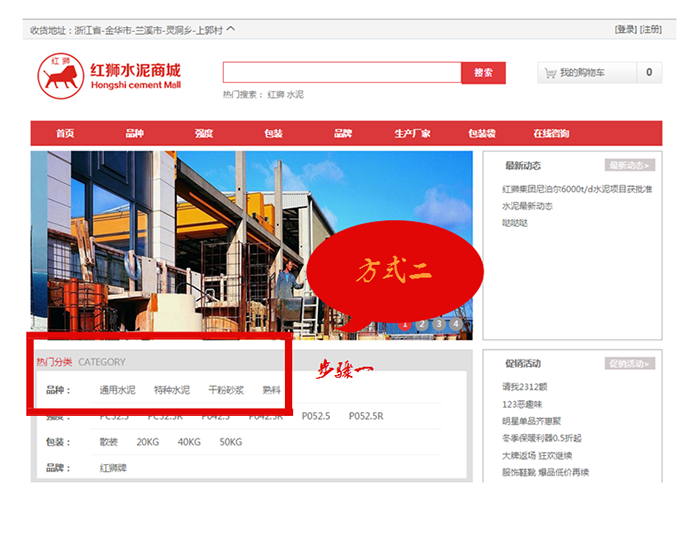 收货地址：浙江省-金华市-兰溪市-灵洞乡-上郭村
[登录] [注册]
红狮
红狮水泥商城
Hongshi cement Mall
搜索
热门搜索： 红狮 水泥
我的购物车 0
首页 品种 强度 包装 品牌 生产厂家 包装袋 在线咨询
最新动态 最新动态»
红狮集团尼泊尔6000t/d水泥项目获批准
水泥最新动态
哒哒哒
方式二
1 2 3 4
热门分类 CATEGORY
步骤一
品种： 通用水泥 特种水泥 干粉砂浆 熟料
强度： PC32.5 PC32.5R P042.5 P042.5R P052.5 P052.5R
包装： 散装 20KG 40KG 50KG
品牌： 红狮牌
促销活动 促销活动»
请我2312额
123恶趣味
明星单品齐惠聚
冬季保暖利器0.5折起
大牌返场 狂欢继续
服饰鞋靴 爆品低价再续